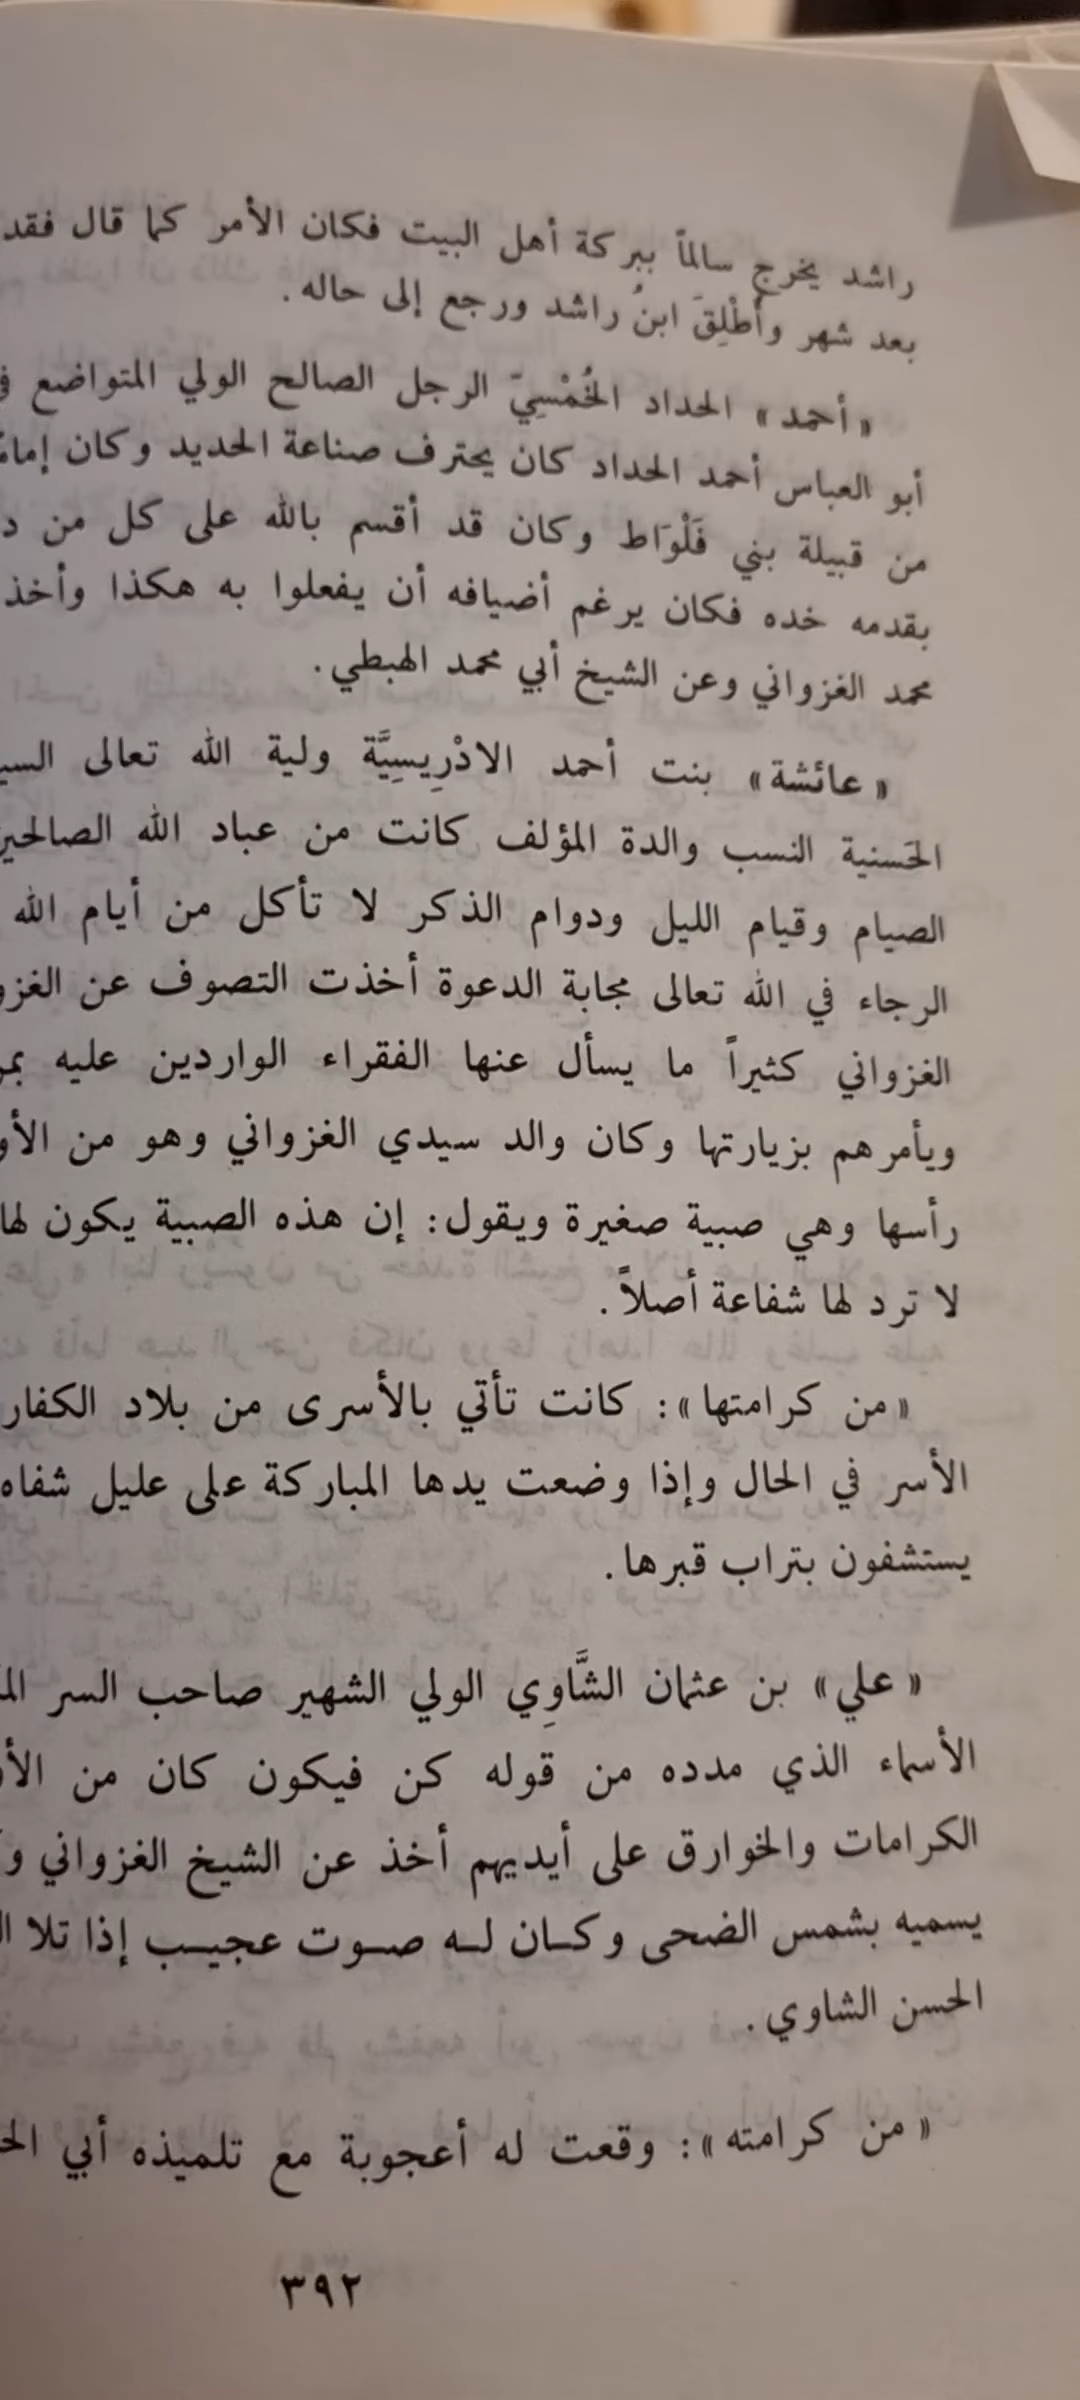 راشد يخرج سالماً ببركة أهل البيت فكان الأمر كما قال فقد
بعد شهر وأُطْلِقَ ابنُ راشد ورجع إلى حاله .
« أحمد » الحداد الخُمْسِيّ الرجل الصالح الولي المتواضع
أبو العباس أحمد الحداد كان يحترف صناعة الحديد وكان
من قبيلة بني فَلْوَاط وكان قد أقسم بالله على كل من
بقدمه خده فكان يرغم أضيافه أن يفعلوا به هكذا وأخذ
محمد الغزواني وعن الشيخ أبي محمد الهبطي .
« عائشة » بنت أحمد الادْرِيسِيَّة ولية الله تعالى
الحَسنية النسب والدة المؤلف كانت من عباد الله
الصيام وقيام الليل ودوام الذكر لا تأكل من أيام الله
الرجاء في الله تعالى مجابة الدعوة أخذت التصوف عن
الغزواني كثيراً ما يسأل عنها الفقراء الواردين عليه
ويأمرهم بزيارتها وكان والد سيدي الغزواني وهو من
رأسها وهي صبية صغيرة ويقول: إن هذه الصبية يكون لها
لا ترد لها شفاعة أصلاً .
« من كرامتها »: كانت تأتي بالأسرى من بلاد الكفار
الأسر في الحال وإذا وضعت يدها المباركة على عليل شفاه
يستشفون بتراب قبرها .
« علي » بن عثمان الشَّاوِي الولي الشهير صاحب السر
الأسماء الذي مدده من قوله كن فيكون كان من
الكرامات والخوارق على أيديهم أخذ عن الشيخ الغزواني
يسميه بشمس الضحى وكان له صوت عجيب إذا تلا
الحسن الشاوي .
« من كرامته »: وقعت له أعجوبة مع تلميذه أبي
٣٩٢